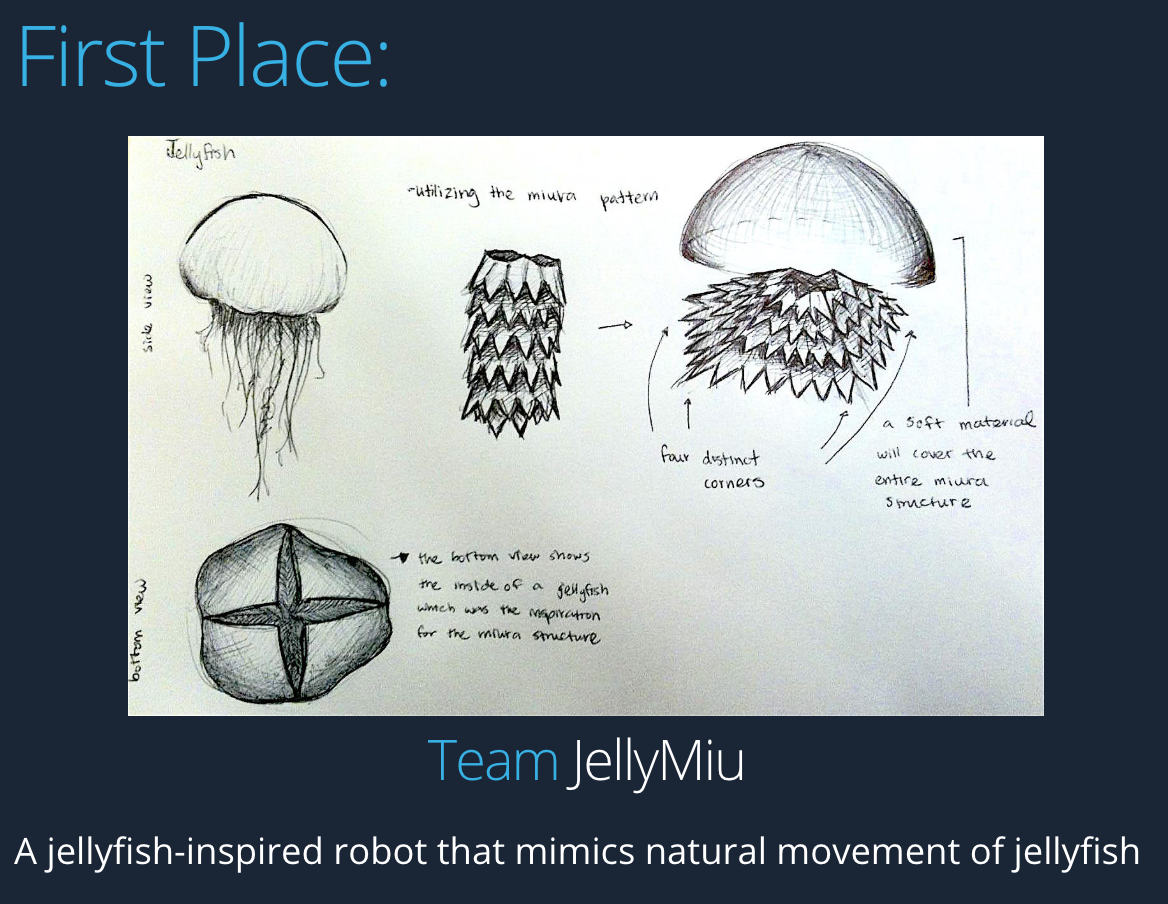 First Place:
Jellyfish
side view
-utilizing the miura pattern
four distinct
corners
a soft material
will cover the
entire miura
structure
bottom view
the bottom view shows
the inside of a jellyfish
which was the inspiration
for the miura structure
Team JellyMiu
A jellyfish-inspired robot that mimics natural movement of jellyfish